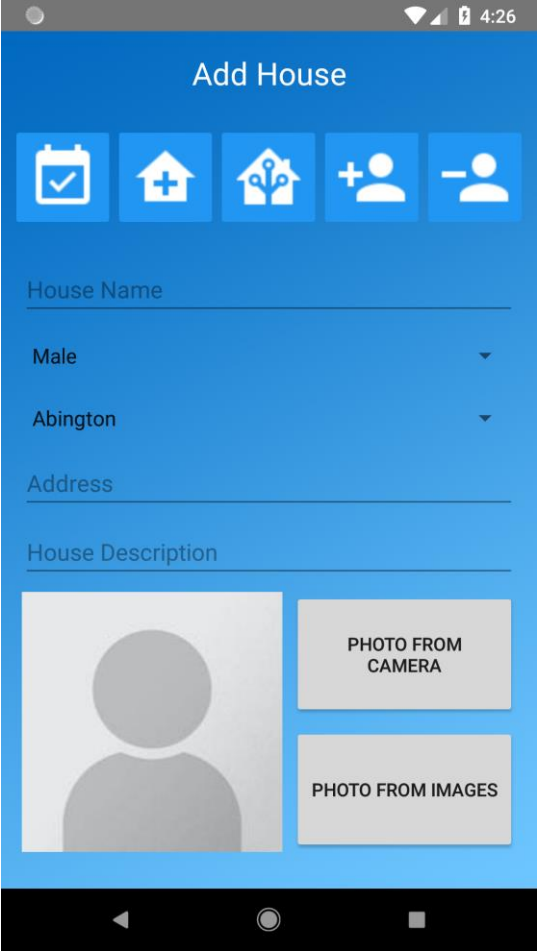 4:26
Add House
House Name
Male
Abington
Address
House Description
PHOTO FROM
CAMERA
PHOTO FROM IMAGES